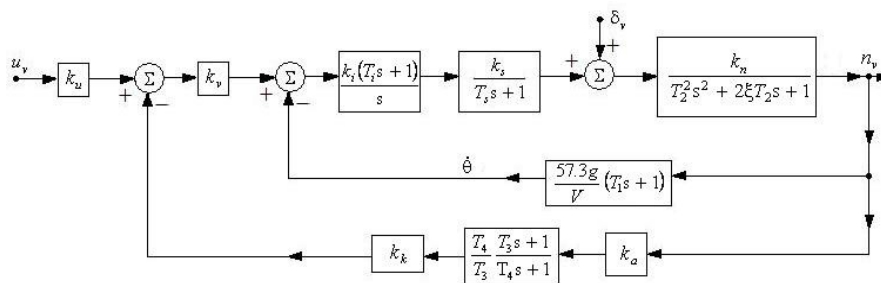 δ_v
u_v k_u + Σ − k_v + Σ − k_i(T_i s + 1) / s k_s / (T_s s + 1) + + Σ k_n / (T_2^2 s^2 + 2ξT_2 s + 1) n_v
θ̇ 57.3g / V (T_1 s + 1)
k_k T_4 / T_3 (T_3 s + 1) / (T_4 s + 1) k_a